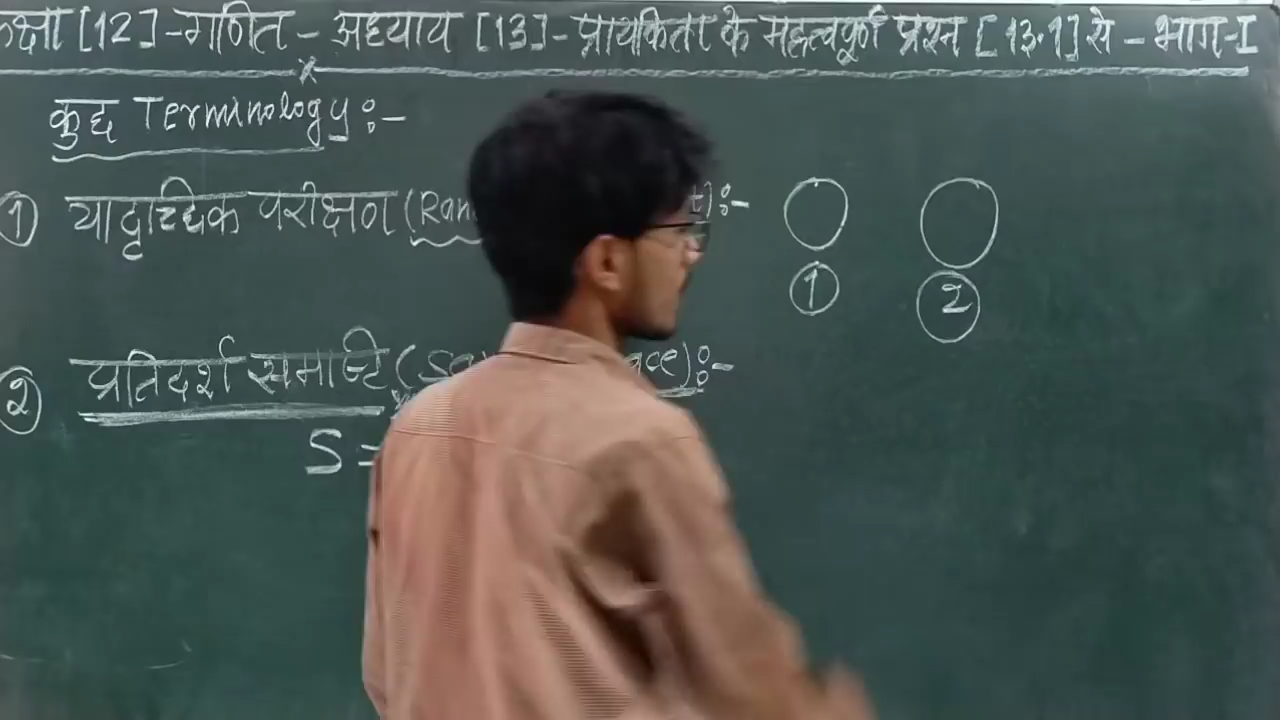 कक्षा [12]-गणित - अध्याय [13]- प्रायकिता के महत्वपूर्ण प्रश्न [13.1] से - भाग-I
कुछ Terminology :-
① यादृच्छिक परीक्षण (Ran t) :-
① ②
② प्रतिदर्श समष्टि (Sa ace) :-
S =